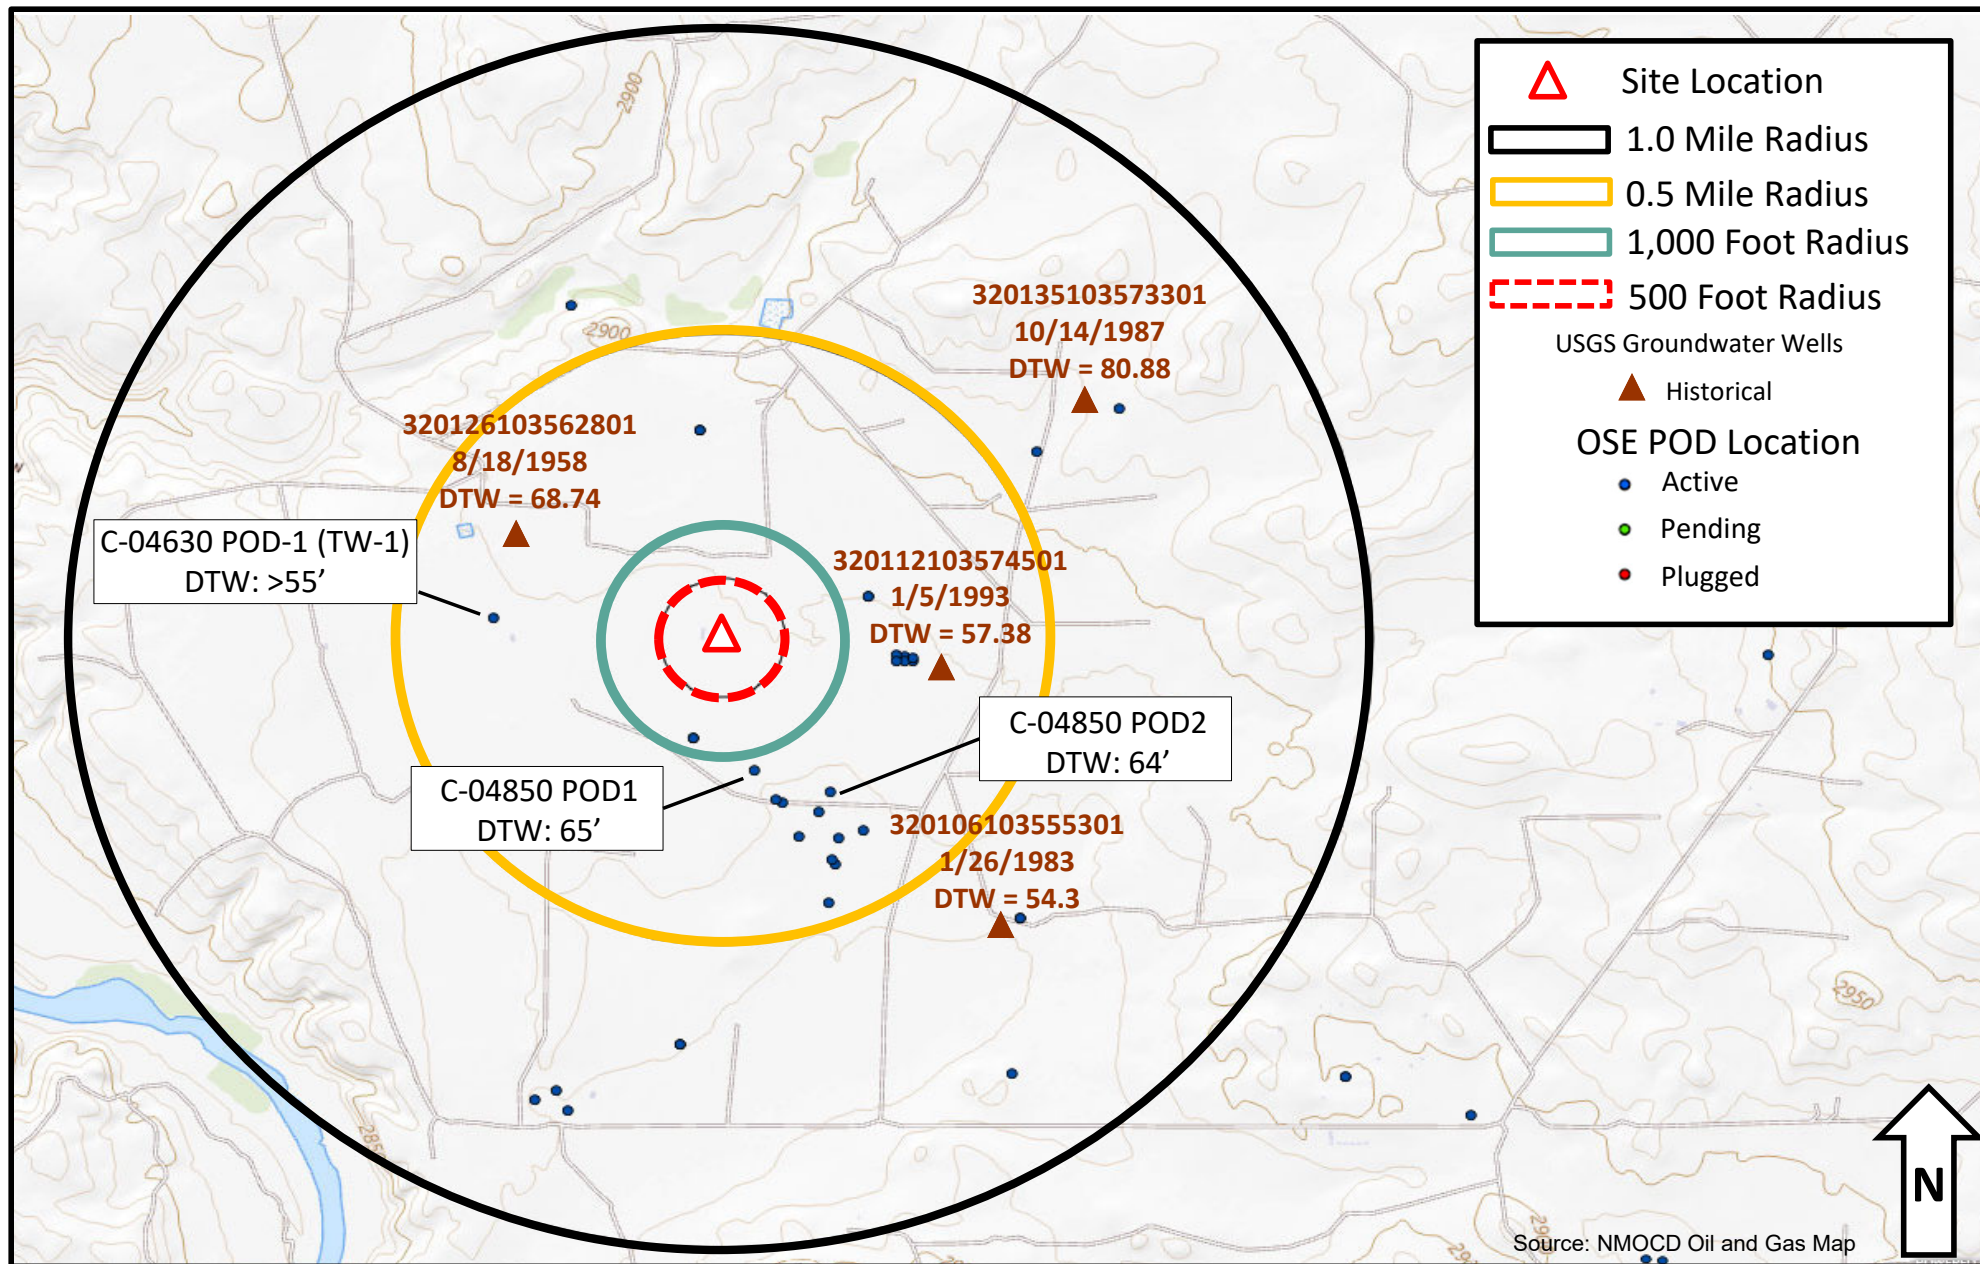 2900
Site Location
1.0 Mile Radius
0.5 Mile Radius
1,000 Foot Radius
500 Foot Radius
USGS Groundwater Wells
Historical
OSE POD Location
Active
Pending
Plugged
320135103573301
10/14/1987
DTW = 80.88
2900
320126103562801
8/18/1958
DTW = 68.74
C-04630 POD-1 (TW-1)
DTW: >55’
320112103574501
1/5/1993
DTW = 57.38
C-04850 POD2
DTW: 64’
C-04850 POD1
DTW: 65’
320106103555301
1/26/1983
DTW = 54.3
2950
N
Source: NMOCD Oil and Gas Map